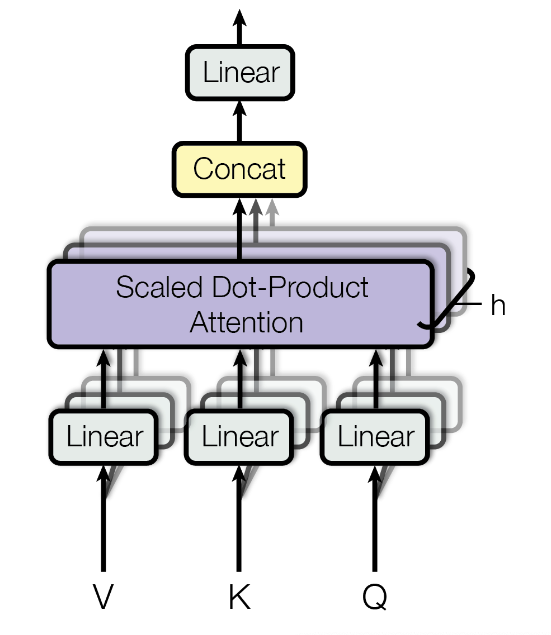 Linear
Concat
Scaled Dot-Product
Attention
h
Linear
Linear
Linear
V
K
Q